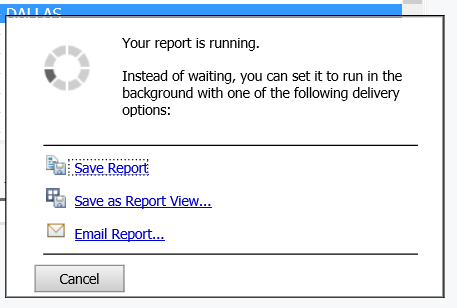 DALLAS
Your report is running.
Instead of waiting, you can set it to run in the
background with one of the following delivery
options:
Save Report
Save as Report View...
Email Report...
Cancel